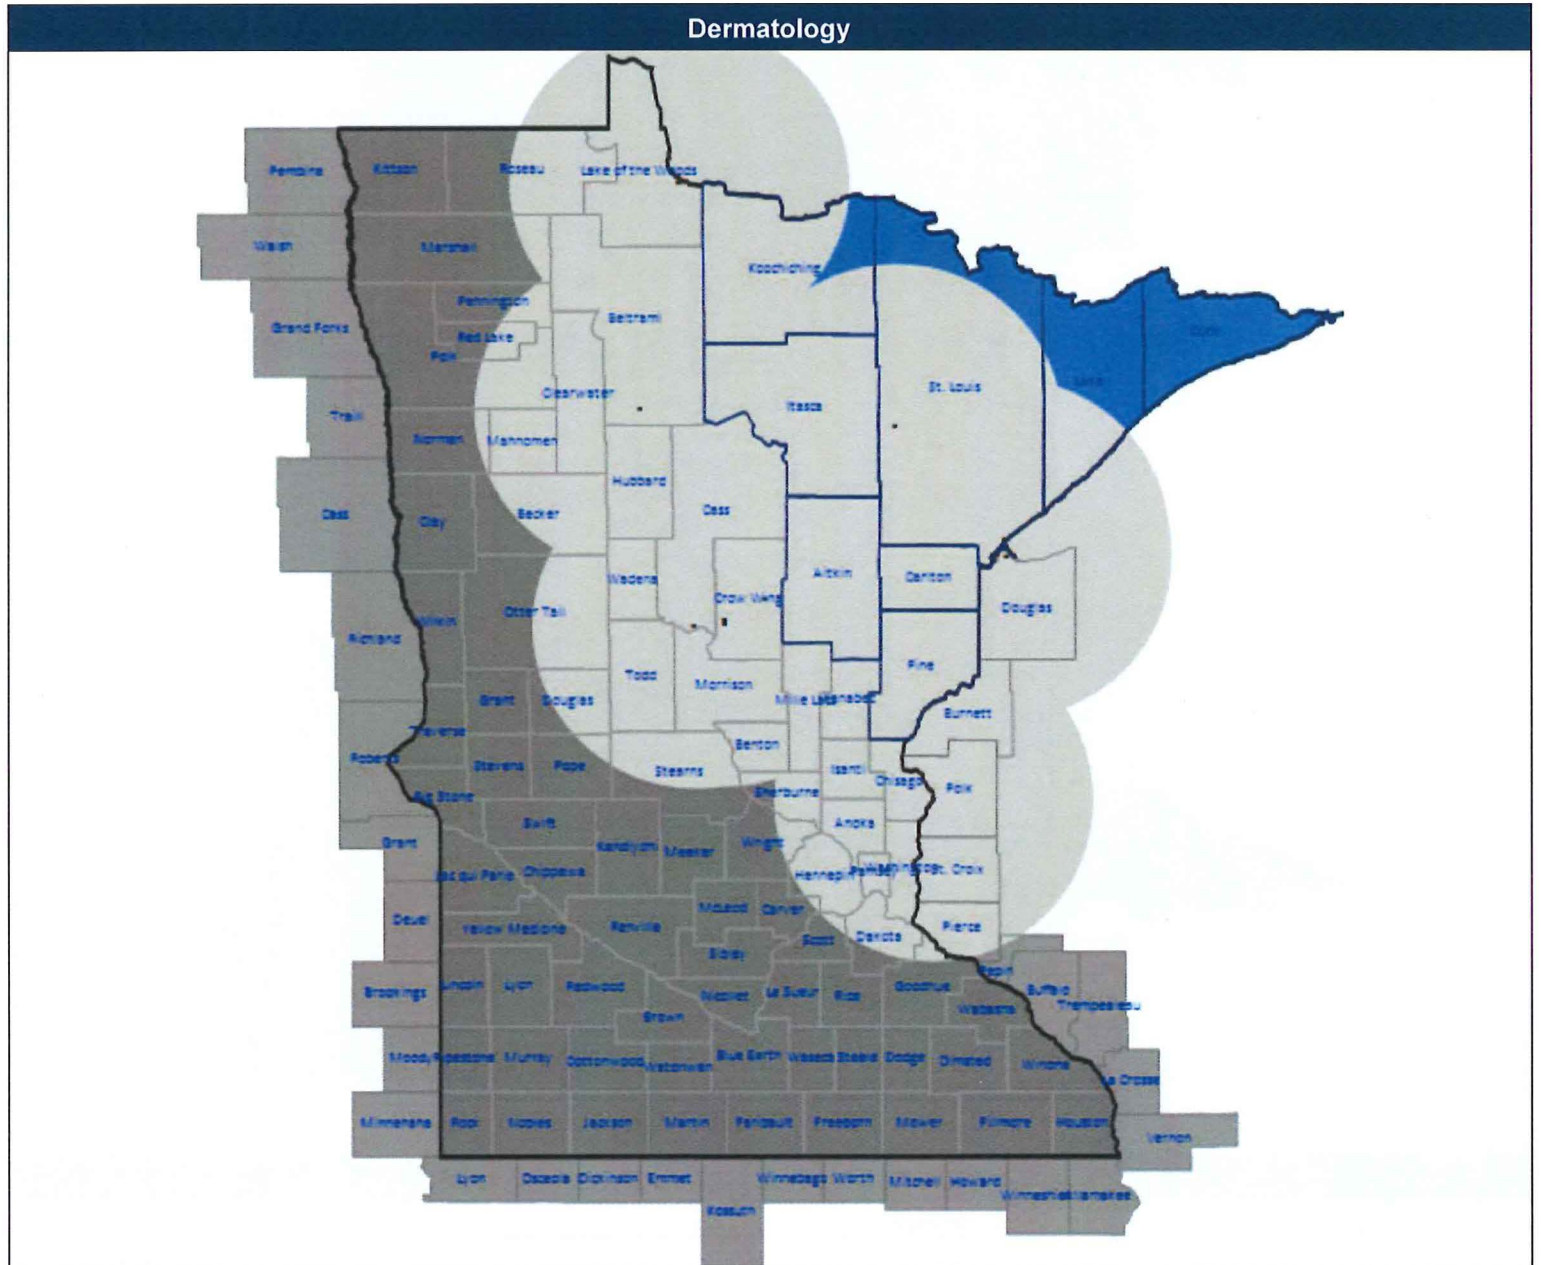 Dermatology
Pembina
Kittson
Roseau
Lake of the Woods
Walsh
Marshall
Koochiching
Pennington
Beltrami
Grand Forks
Red Lake
Polk
Cook
Clearwater
St. Louis
Lake
Itasca
Traill
Norman
Mahnomen
Hubbard
Cass
Cass
Clay
Becker
Wadena
Aitkin
Carlton
Crow Wing
Otter Tail
Douglas
Wilkin
Richland
Todd
Pine
Morrison
Grant
Douglas
Mille Lacs
Kanabec
Burnett
Traverse
Benton
Roberts
Stevens
Pope
Stearns
Isanti
Chisago
Polk
Big Stone
Sherburne
Swift
Anoka
Grant
Kandiyohi
Meeker
Wright
Lac qui Parle
Chippewa
Hennepin
Ramsey
Washington
St. Croix
McLeod
Carver
Deuel
Yellow Medicine
Renville
Pierce
Scott
Dakota
Sibley
Pepin
Brookings
Lincoln
Lyon
Redwood
Nicollet
Le Sueur
Rice
Goodhue
Buffalo
Wabasha
Trempealeau
Brown
Moody
Pipestone
Murray
Cottonwood
Watonwan
Blue Earth
Waseca
Steele
Dodge
Olmsted
Winona
La Crosse
Minnehaha
Rock
Nobles
Jackson
Martin
Faribault
Freeborn
Mower
Fillmore
Houston
Vernon
Lyon
Osceola
Dickinson
Emmet
Winnebago
Worth
Mitchell
Howard
Winneshiek
Allamakee
Kossuth